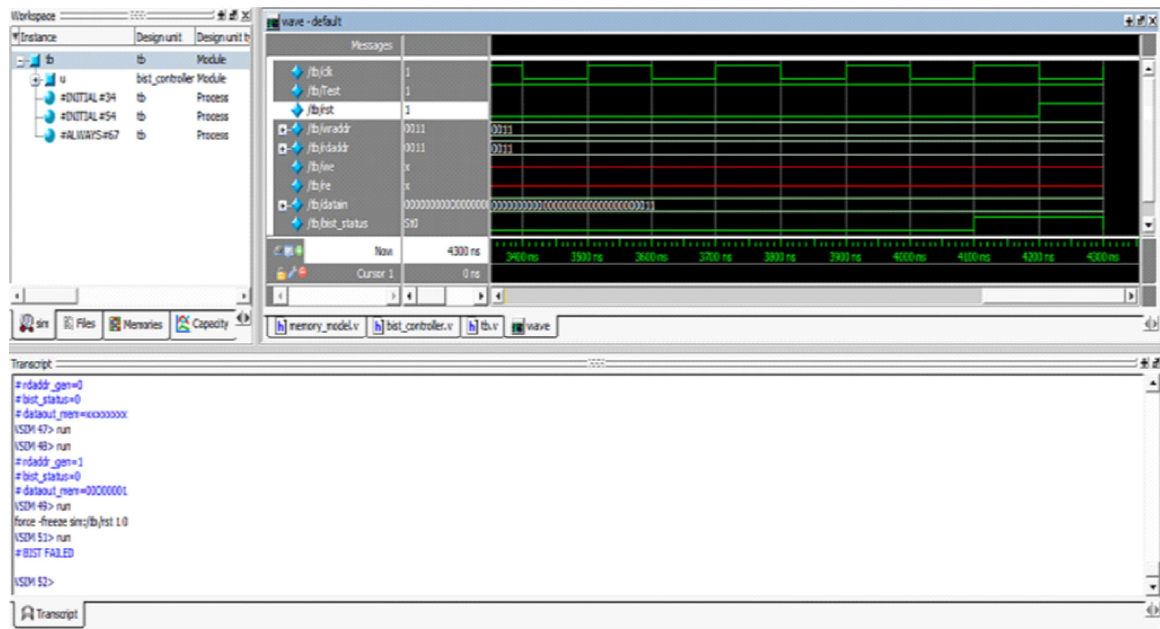 Workspace
Instance Design unit Design unit t
tb tb Module
u bist_controller Module
#INITIAL#34 tb Process
#INITIAL#54 tb Process
#ALWAYS#67 tb Process
sim Files Memories Capacity
wave - default
Messages
/tb/clk 1
/tb/Test 1
/tb/rst 1
/tb/wraddr 0011 0011
/tb/rdaddr 0011 0011
/tb/we x
/tb/re x
/tb/datain
/tb/bist_status St0
Now 4300 ns 3400 ns 3500 ns 3600 ns 3700 ns 3800 ns 3900 ns 4000 ns 4100 ns 4200 ns 4300 ns
Cursor 1 0 ns
memory_model.v bist_controller.v tb.v wave
Transcript
# rdaddr_gen=0
# bist_status=0
# dataout_mem=xxxxxxxx
VSIM 47> run
VSIM 48> run
# rdaddr_gen=1
# bist_status=0
# dataout_mem=00000001
VSIM 49> run
force -freeze sim:/tb/rst 1 0
VSIM 51> run
# BIST FAILED
VSIM 52>
Transcript